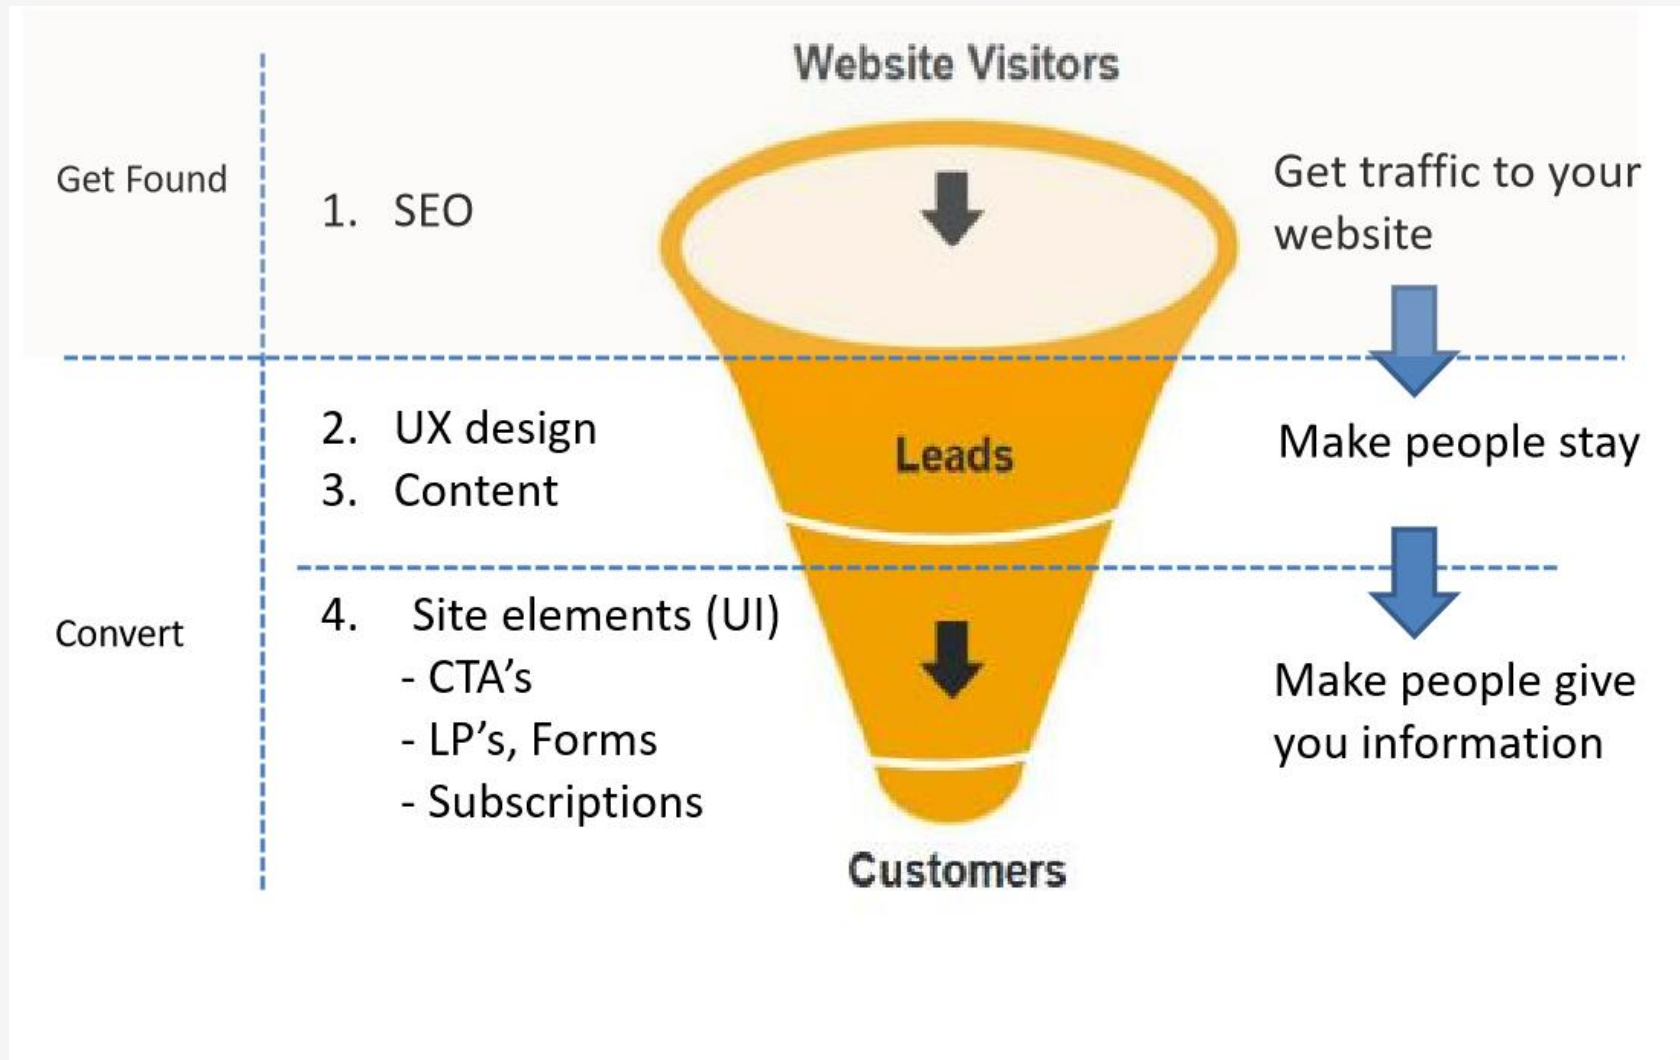 Website Visitors
Get Found
1. SEO
Get traffic to your
website
2. UX design
3. Content
Leads
Make people stay
Convert
4. Site elements (UI)
- CTA’s
- LP’s, Forms
- Subscriptions
Make people give
you information
Customers